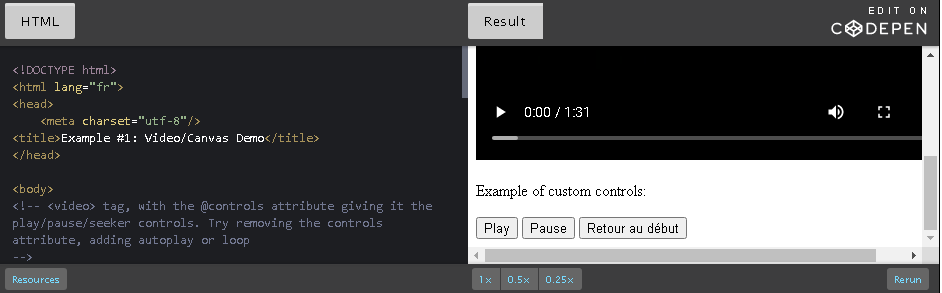 HTML
Result
EDIT ON
CODEPEN
<!DOCTYPE html>
<html lang="fr">
<head>
<meta charset="utf-8"/>
<title>Example #1: Video/Canvas Demo</title>
</head>
<body>
<!-- <video> tag, with the @controls attribute giving it the
play/pause/seeker controls. Try removing the controls
attribute, adding autoplay or loop
-->
0:00 / 1:31
Example of custom controls:
Play Pause Retour au début
Resources
1x 0.5x 0.25x
Rerun